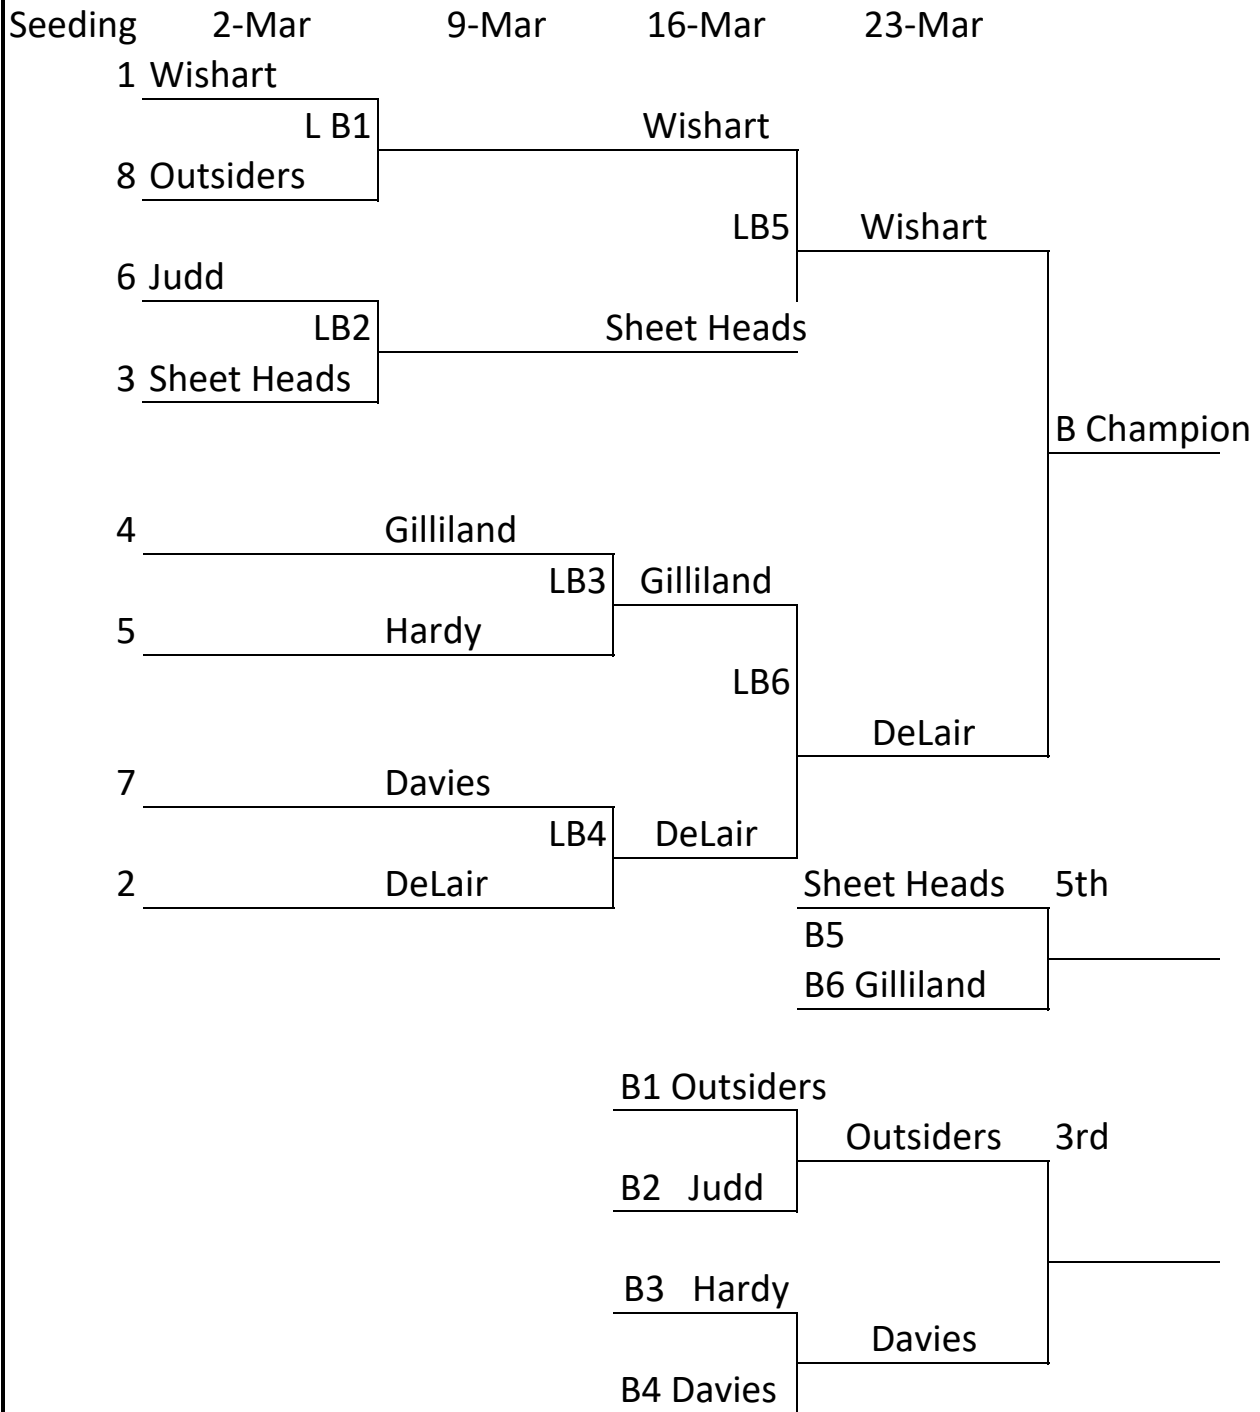 Seeding 2-Mar 9-Mar 16-Mar 23-Mar
1 Wishart
L B1 Wishart
8 Outsiders
LB5 Wishart
6 Judd
LB2 Sheet Heads
3 Sheet Heads
B Champion
4 Gilliland
LB3 Gilliland
5 Hardy
LB6
DeLair
7 Davies
LB4 DeLair
2 DeLair Sheet Heads 5th
B5
B6 Gilliland
B1 Outsiders
Outsiders 3rd
B2 Judd
B3 Hardy
Davies
B4 Davies